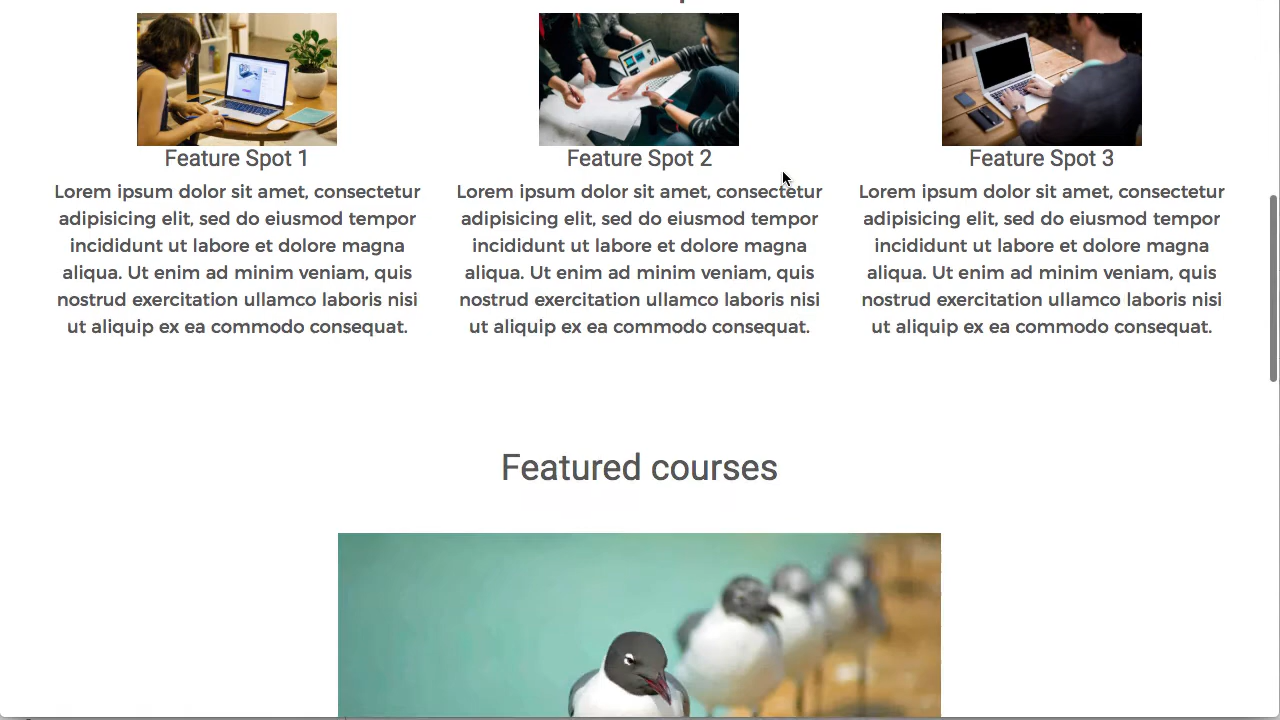 Feature Spot 1
Lorem ipsum dolor sit amet, consectetur
adipisicing elit, sed do eiusmod tempor
incididunt ut labore et dolore magna
aliqua. Ut enim ad minim veniam, quis
nostrud exercitation ullamco laboris nisi
ut aliquip ex ea commodo consequat.
Feature Spot 2
Lorem ipsum dolor sit amet, consectetur
adipisicing elit, sed do eiusmod tempor
incididunt ut labore et dolore magna
aliqua. Ut enim ad minim veniam, quis
nostrud exercitation ullamco laboris nisi
ut aliquip ex ea commodo consequat.
Feature Spot 3
Lorem ipsum dolor sit amet, consectetur
adipisicing elit, sed do eiusmod tempor
incididunt ut labore et dolore magna
aliqua. Ut enim ad minim veniam, quis
nostrud exercitation ullamco laboris nisi
ut aliquip ex ea commodo consequat.
Featured courses